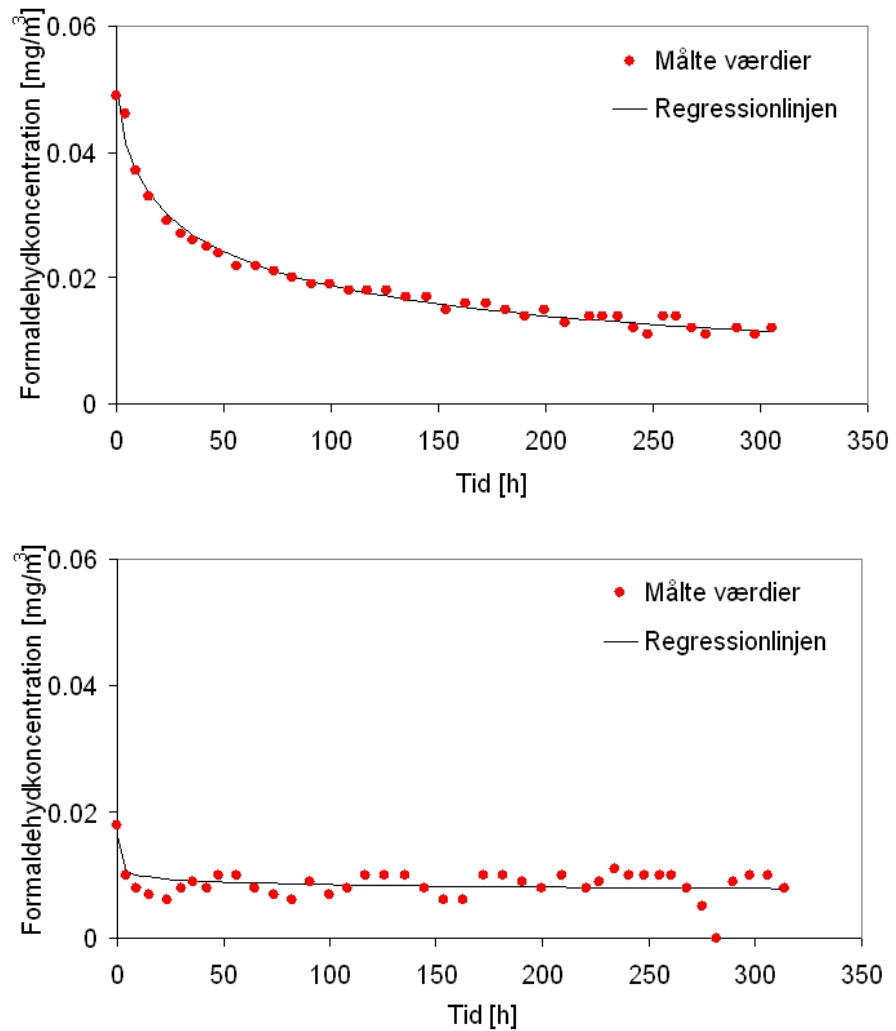 Formaldehydkoncentration [mg/m³]
0.06
0.04
0.02
0
Målte værdier
Regressionlinjen
0 50 100 150 200 250 300 350
Tid [h]
Formaldehydkoncentration [mg/m³]
0.06
0.04
0.02
0
Målte værdier
Regressionlinjen
0 50 100 150 200 250 300 350
Tid [h]